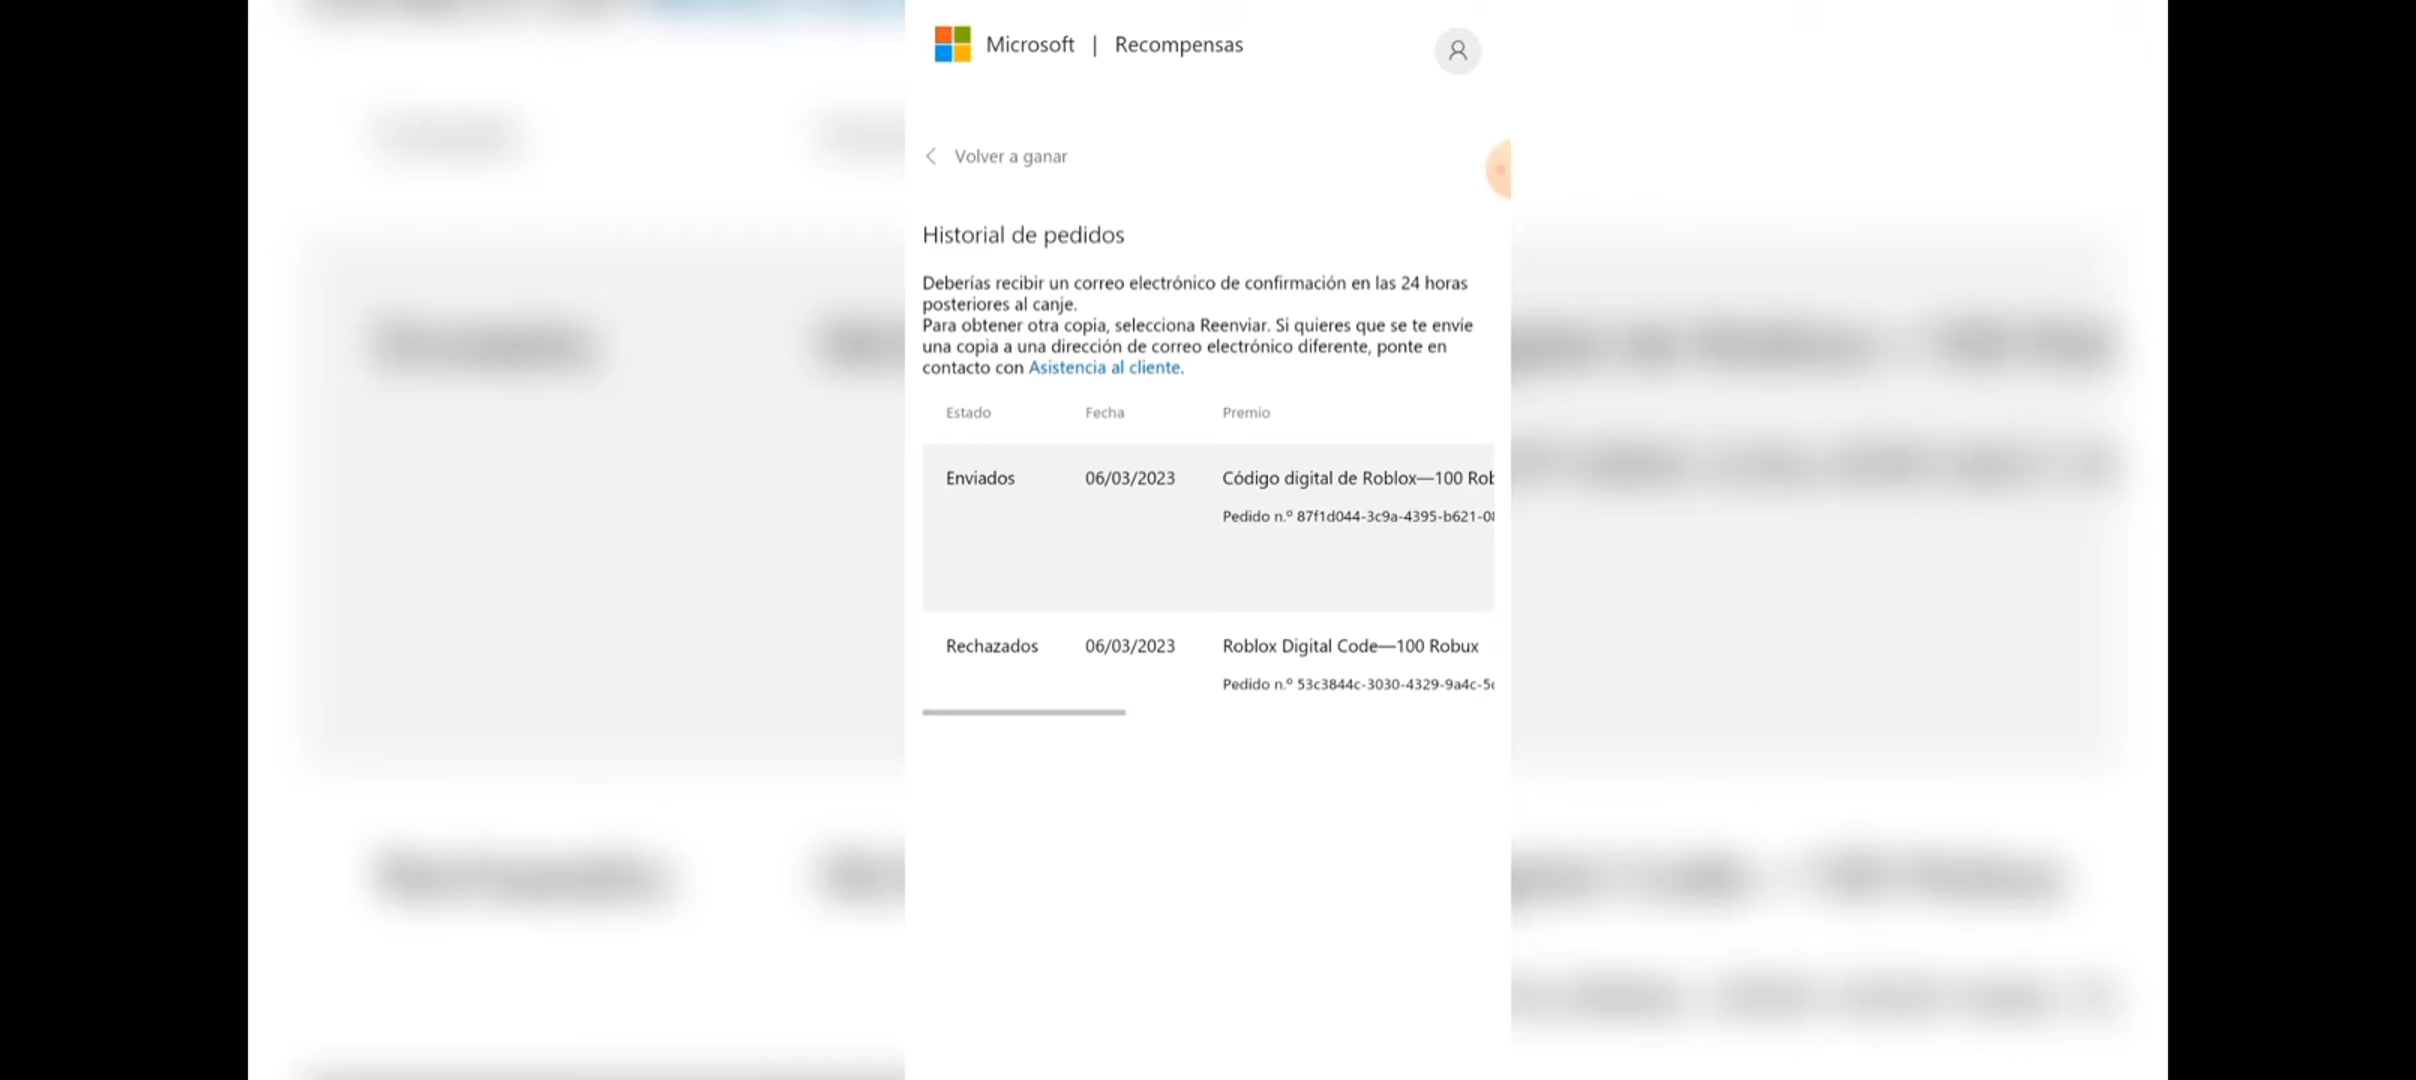 Microsoft | Recompensas
Volver a ganar
Historial de pedidos
Deberías recibir un correo electrónico de confirmación en las 24 horas
posteriores al canje.
Para obtener otra copia, selecciona Reenviar. Si quieres que se te envíe
una copia a una dirección de correo electrónico diferente, ponte en
contacto con Asistencia al cliente.
Estado Fecha Premio
Enviados 06/03/2023 Código digital de Roblox—100
Pedido n.º 87f1d044-3c9a-4395-b621-
Rechazados 06/03/2023 Roblox Digital Code—100 Robux
Pedido n.º 53c3844c-3030-4329-9a4c-